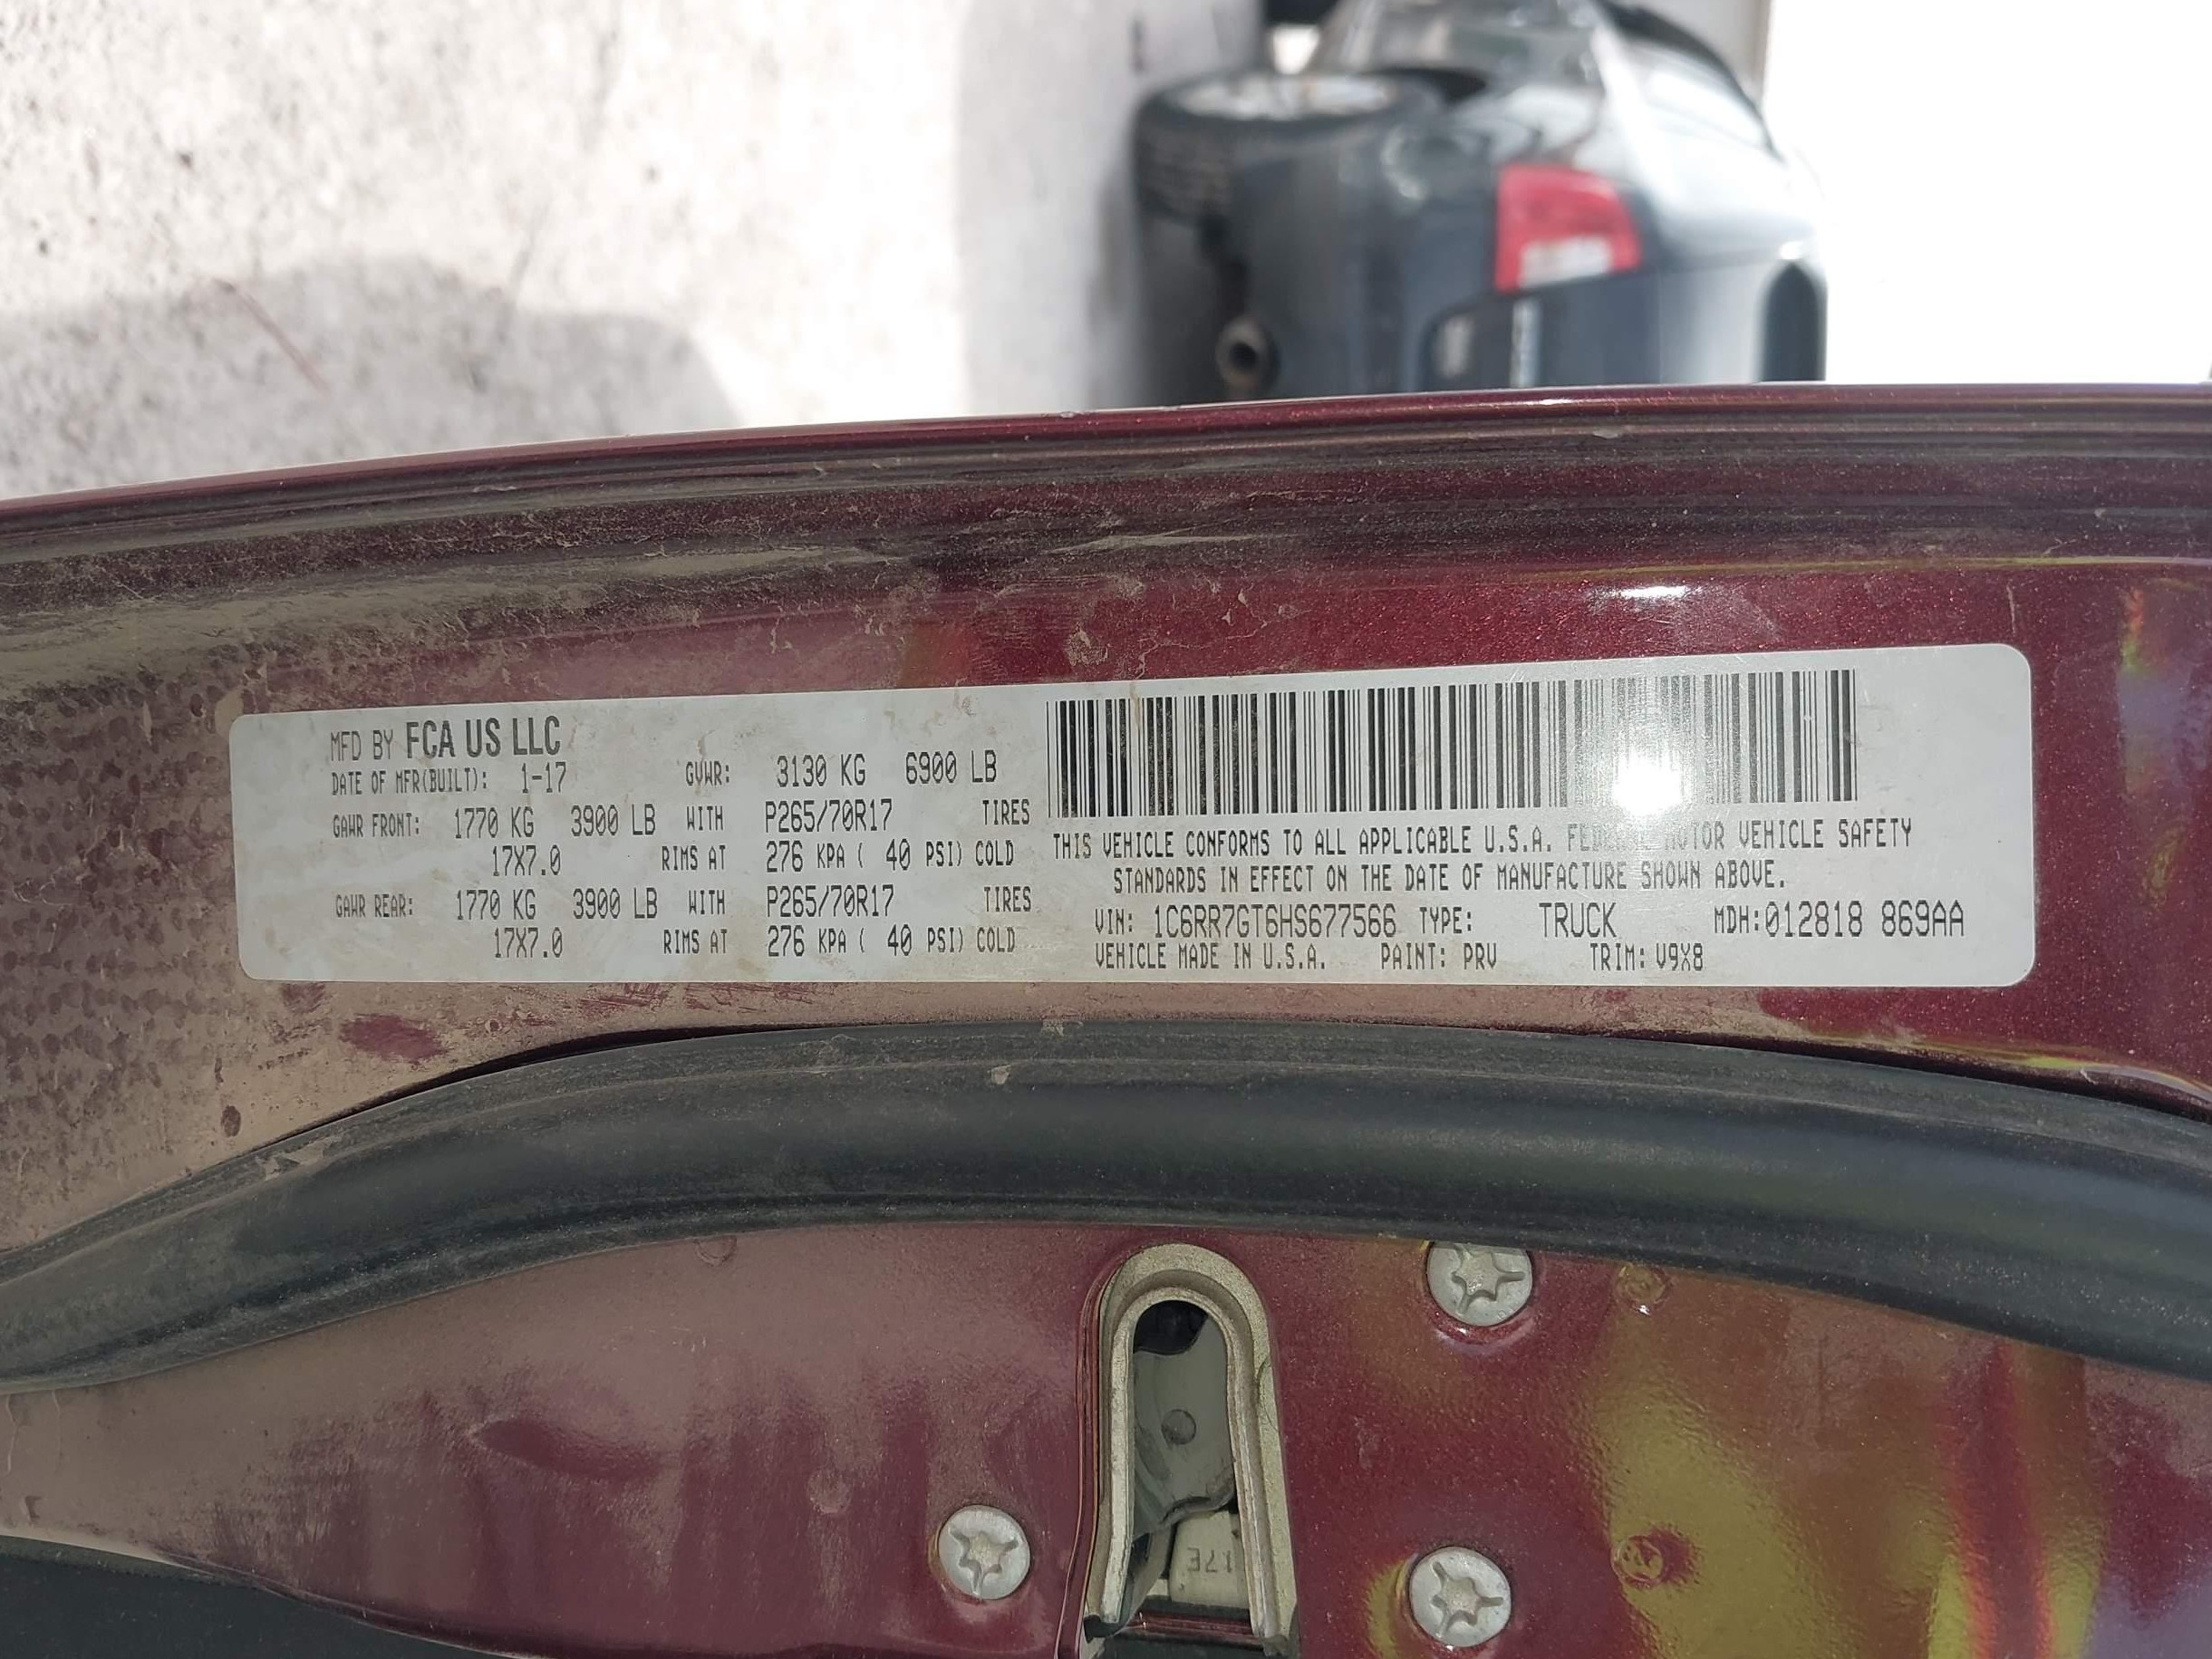 MFD BY FCA US LLC
DATE OF MFR(BUILT): 1-17 GVWR: 3130 KG 6900 LB
GAWR FRONT: 1770 KG 3900 LB WITH P265/70R17 TIRES
17X7.0 RIMS AT 276 KPA ( 40 PSI) COLD
GAWR REAR: 1770 KG 3900 LB WITH P265/70R17 TIRES
17X7.0 RIMS AT 276 KPA ( 40 PSI) COLD
THIS VEHICLE CONFORMS TO ALL APPLICABLE U.S.A. FEDERAL MOTOR VEHICLE SAFETY
STANDARDS IN EFFECT ON THE DATE OF MANUFACTURE SHOWN ABOVE.
VIN: 1C6RR7GT6HS677566 TYPE: TRUCK MDH:012818 869AA
VEHICLE MADE IN U.S.A. PAINT: PRV TRIM: V9X8
17E